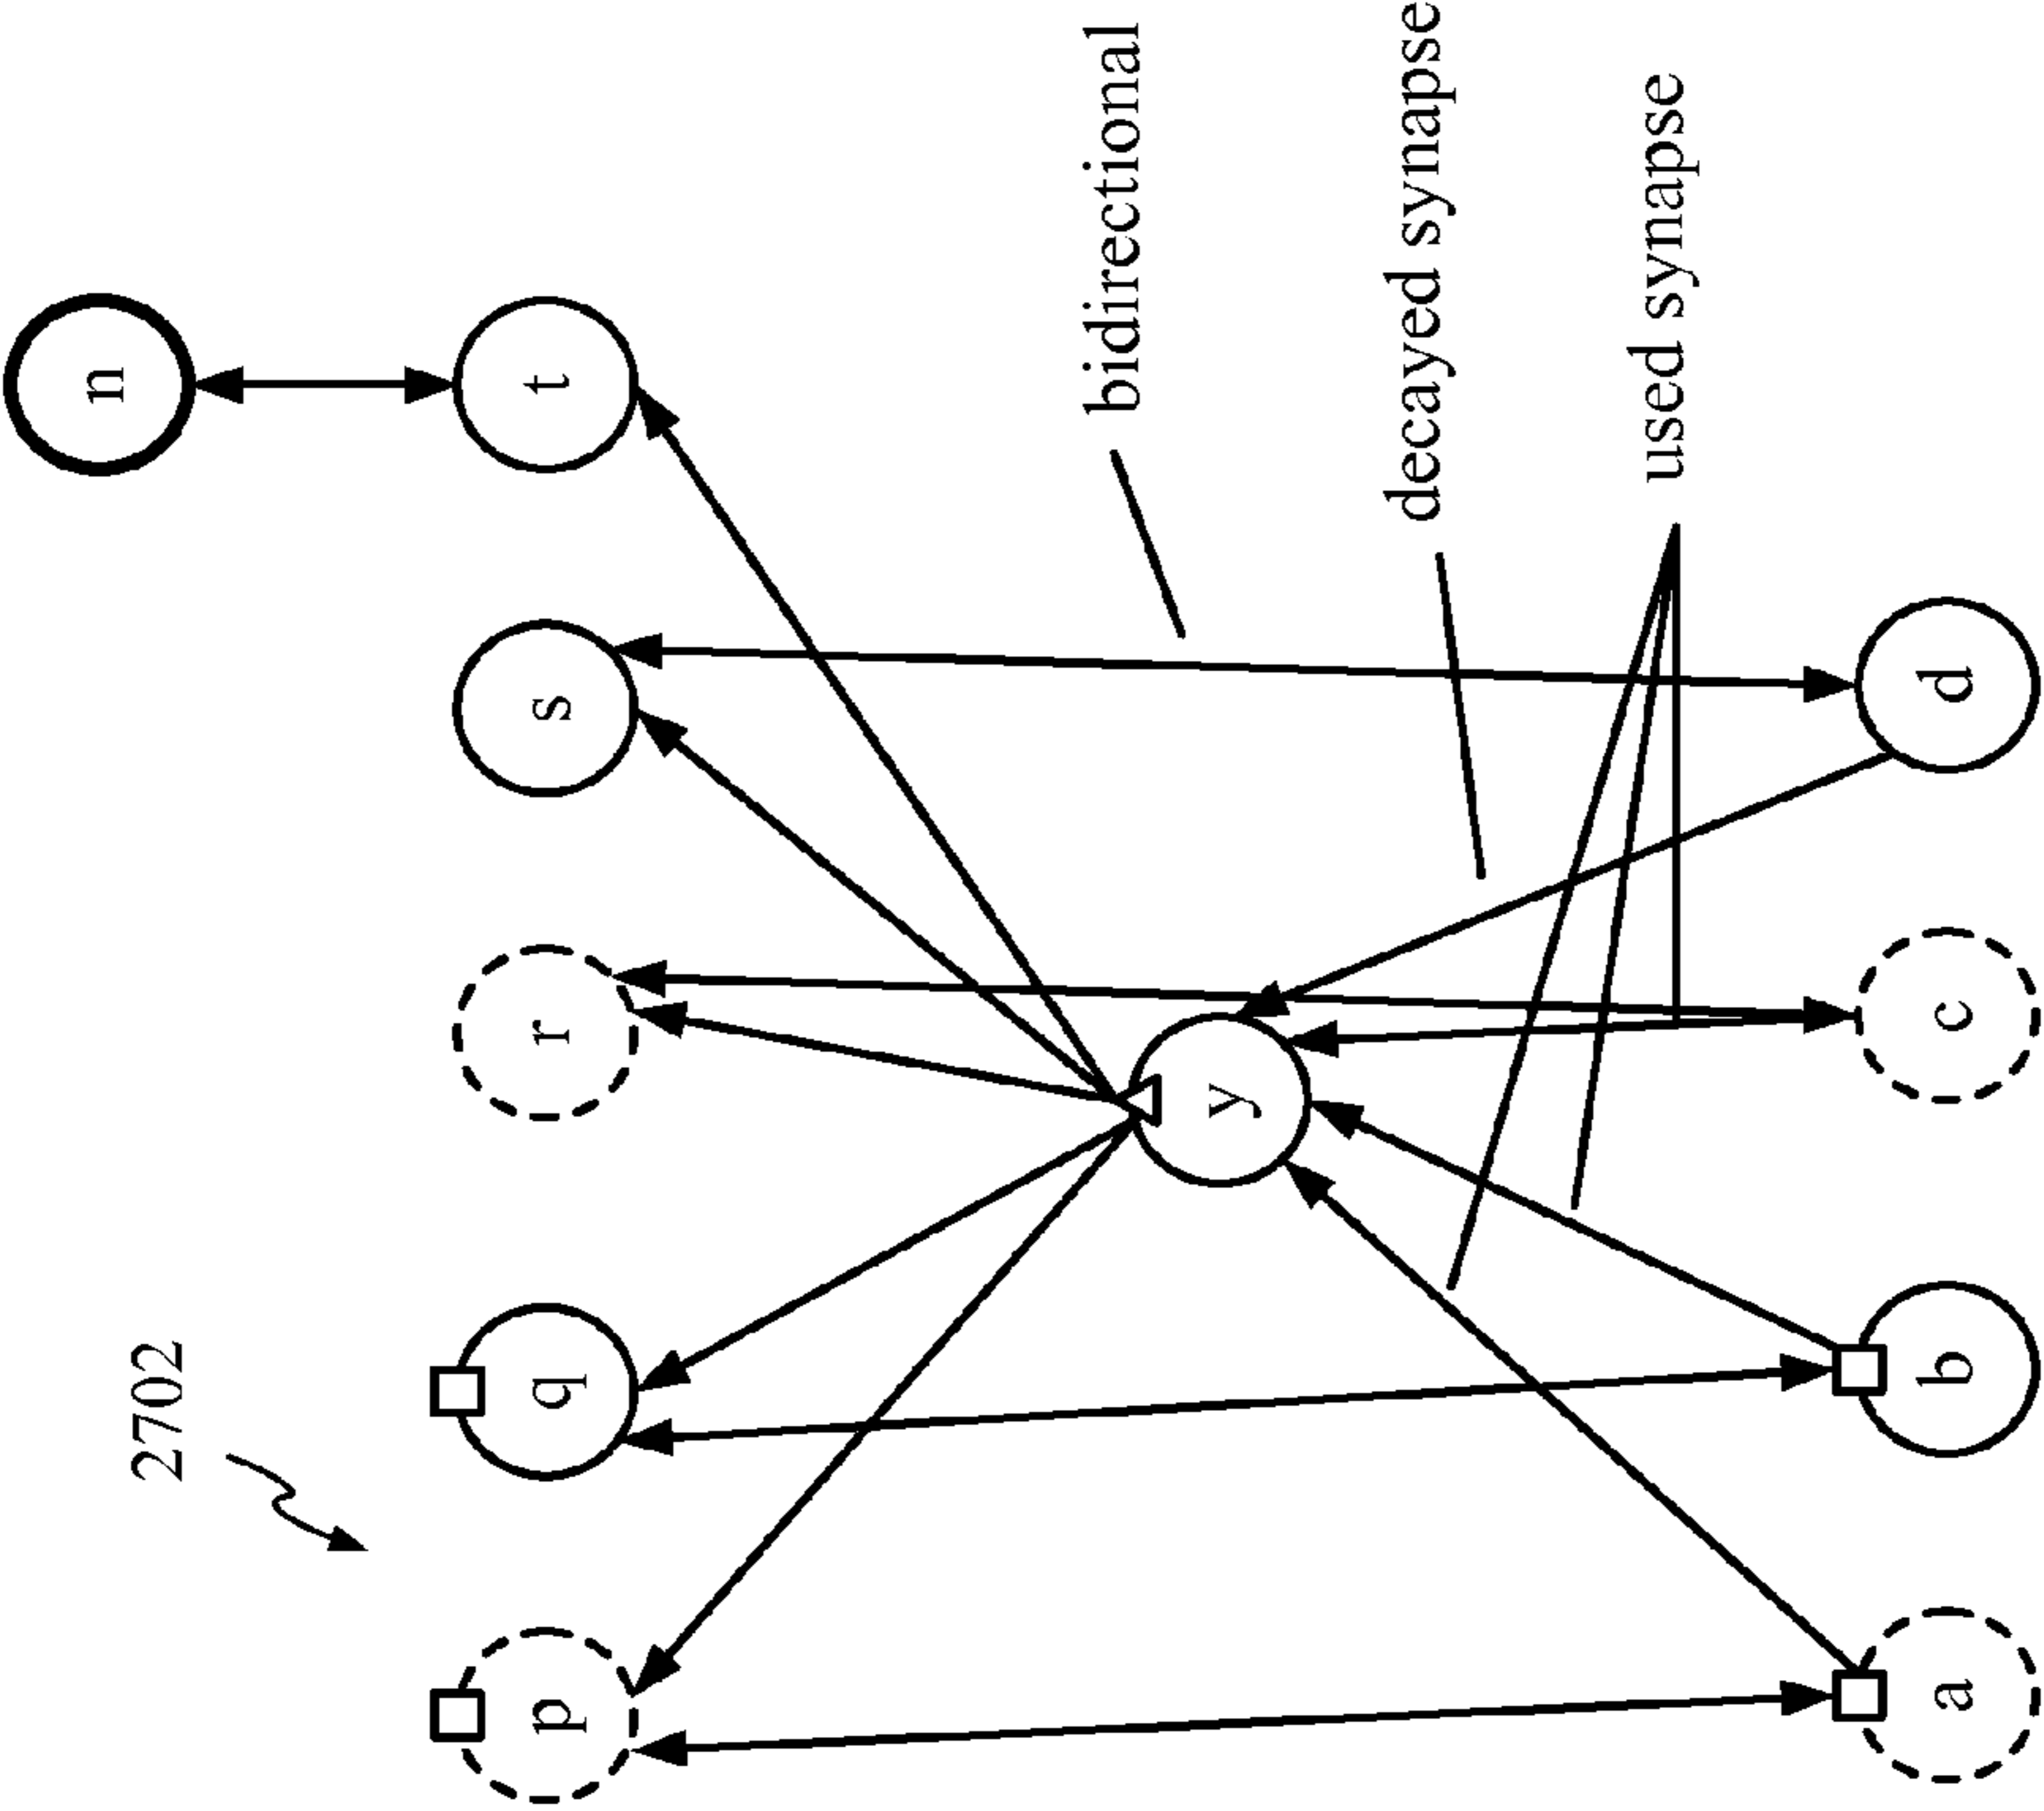 2702
n
p
q
r
s
t
bidirectional
y
decayed synapse
used synapse
a
b
c
d